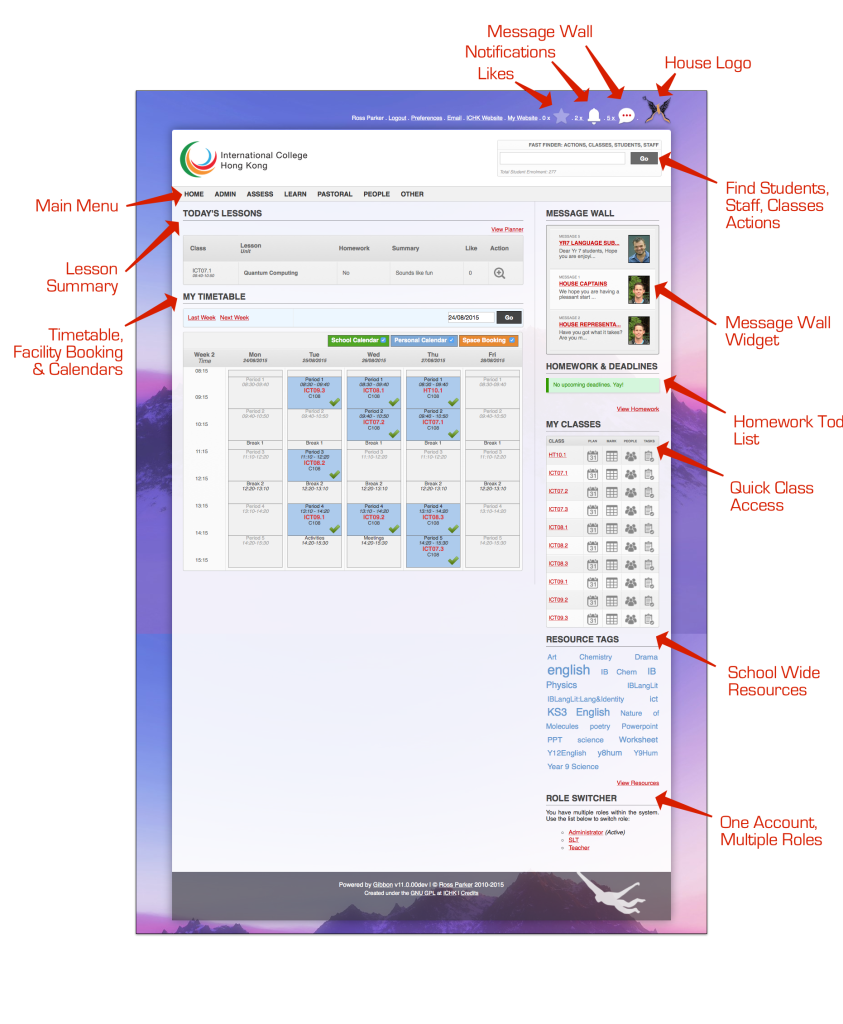 Message Wall
Notifications
Likes
House Logo
Ross Parker . Logout . Preferences . Email . ICHK Website . My Website . 0 x . 2 x . 5 x .
International College
Hong Kong
FAST FINDER: ACTIONS, CLASSES, STUDENTS, STAFF
Go
Total Student Enrolment: 277
Find Students,
Staff, Classes
Actions
Main Menu
HOME ADMIN ASSESS LEARN PASTORAL PEOPLE OTHER
TODAY'S LESSONS
View Planner
Class Lesson Homework Summary Like Action
Unit
ICT07.1 Quantum Computing No Sounds like fun 0
09:40-10:50
Lesson
Summary
MY TIMETABLE
Last Week Next Week 24/08/2015 Go
Timetable,
Facility Booking
& Calendars
School Calendar Personal Calendar Space Booking
Week 2 Mon Tue Wed Thu Fri
Time 24/08/2015 25/08/2015 26/08/2015 27/08/2015 28/08/2015
08:15
Period 1 Period 1 Period 1 Period 1 Period 1
08:30-09:40 08:30 - 09:40 08:30 - 09:40 08:30 - 09:40 08:30-09:40
ICT09.3 ICT08.1 HT10.1
09:15 C108 C108 C108
Period 2 Period 2 Period 2 Period 2 Period 2
09:40-10:50 09:40-10:50 09:40 - 10:50 09:40 - 10:50 09:40-10:50
ICT07.2 ICT07.1
10:15 C108 C108
Break 1 Break 1 Break 1 Break 1 Break 1
11:15 Period 3 Period 3 Period 3 Period 3 Period 3
11:10-12:20 11:10 - 12:20 11:10-12:20 11:10-12:20 11:10-12:20
ICT08.2
C108
12:15
Break 2 Break 2 Break 2 Break 2 Break 2
12:20-13:10 12:20-13:10 12:20-13:10 12:20-13:10 12:20-13:10
13:15 Period 4 Period 4 Period 4 Period 4 Period 4
13:10-14:20 13:10 - 14:20 13:10 - 14:20 13:10 - 14:20 13:10-14:20
ICT09.1 ICT09.2 ICT08.3
C108 C108 C108
14:15
Period 5 Activities Meetings Period 5 Period 5
14:20-15:30 14:20-15:30 14:20-15:30 14:20 - 15:30 14:20-15:30
ICT07.3
C108
15:15
MESSAGE WALL
MESSAGE 2
YR7 LANGUAGE SUB...
Dear Yr 7 students, Hope
you are enjoyi...
MESSAGE 1
HOUSE CAPTAINS
We hope you are having a
pleasant start ...
HOUSE REPRESENTA...
Have you got what it takes?
Are you m...
Message Wall
Widget
HOMEWORK & DEADLINES
No upcoming deadlines. Yay!
View Homework
Homework Tod
List
MY CLASSES
CLASS PLAN MARK PEOPLE TASKS
HT10.1 31
ICT07.1 31
ICT07.2 31
ICT07.3 31
ICT08.1 31
ICT08.2 31
ICT08.3 31
ICT09.1 31
ICT09.2 31
ICT09.3 31
Quick Class
Access
RESOURCE TAGS
Art Chemistry Drama
english IB Chem IB
Physics IBLangLit
IBLangLit:Lang&Identity Ict
KS3 English Nature of
Molecules poetry Powerpoint
PPT science Worksheet
Y12English y8hum Y9Hum
Year 9 Science
View Resources
School Wide
Resources
ROLE SWITCHER
You have multiple roles within the system.
Use the list below to switch role:
Administrator (Active)
SLT
Teacher
One Account,
Multiple Roles
Powered by Gibbon v11.0.00dev | © Ross Parker 2010-2015
Created under the GNU GPL at ICHK | Credits